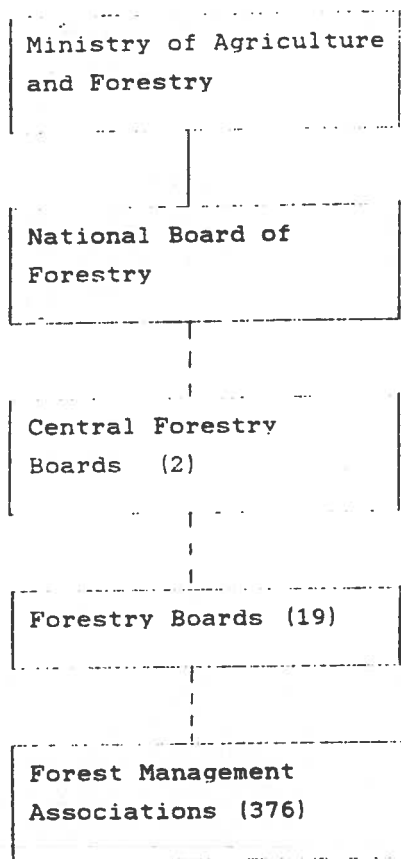 Ministry of Agriculture
and Forestry
National Board of
Forestry
Central Forestry
Boards (2)
Forestry Boards (19)
Forest Management
Associations (376)